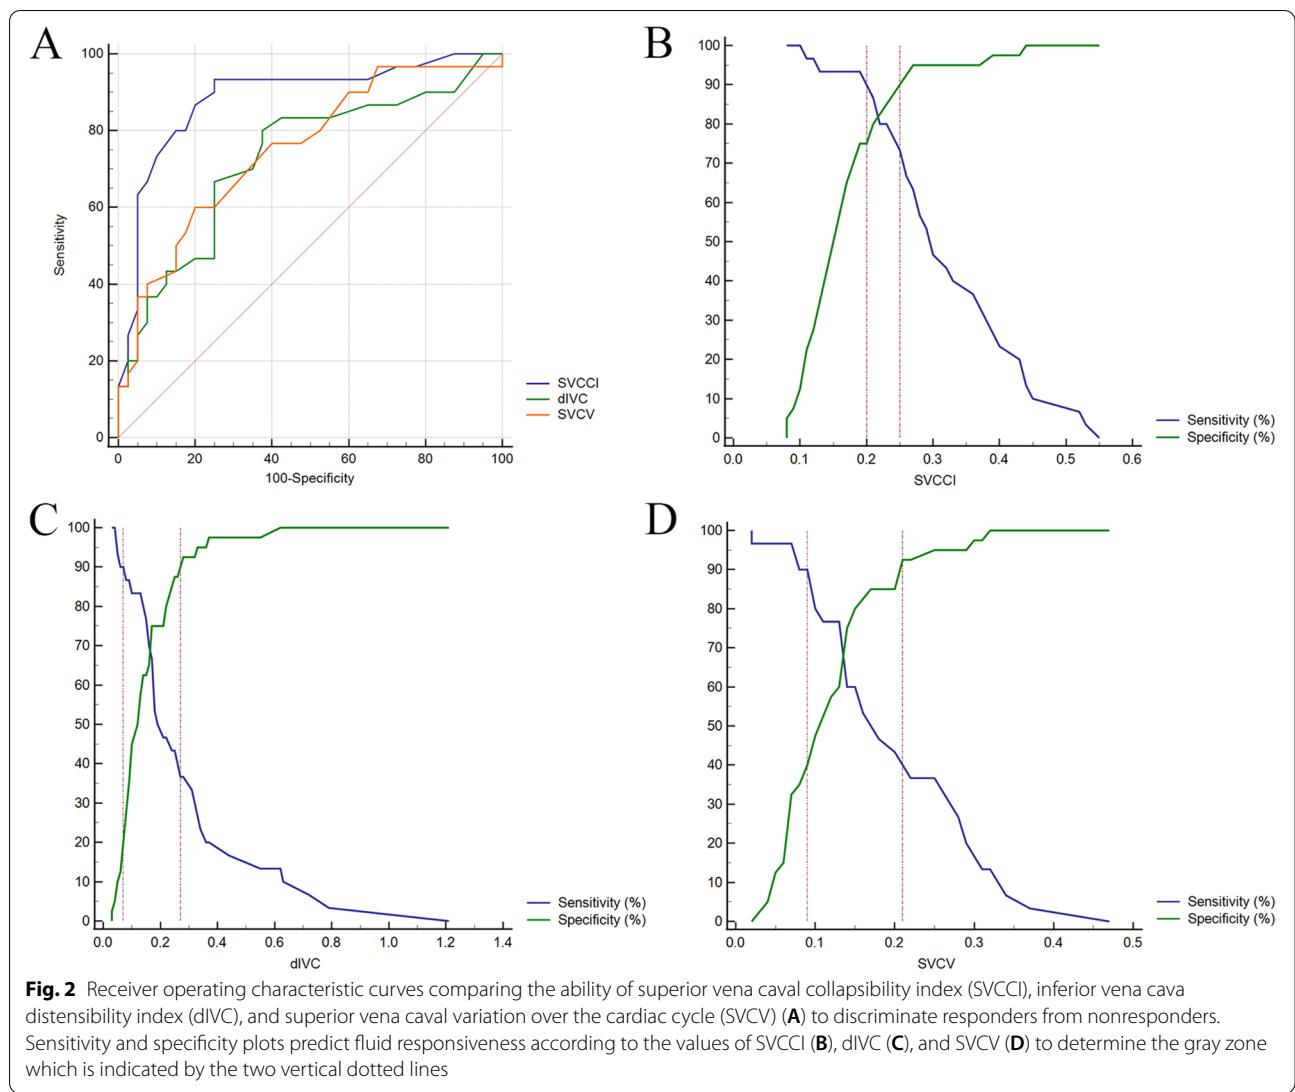 A
100
80
60
40
20
0
Sensitivity
0 20 40 60 80 100
100-Specificity
SVCCI
dIVC
SVCV
B
100
90
80
70
60
50
40
30
20
10
0
0.0 0.1 0.2 0.3 0.4 0.5 0.6
SVCCI
Sensitivity (%)
Specificity (%)
C
100
90
80
70
60
50
40
30
20
10
0
0.0 0.2 0.4 0.6 0.8 1.0 1.2 1.4
dIVC
Sensitivity (%)
Specificity (%)
D
100
90
80
70
60
50
40
30
20
10
0
0.0 0.1 0.2 0.3 0.4 0.5
SVCV
Sensitivity (%)
Specificity (%)
Fig. 2 Receiver operating characteristic curves comparing the ability of superior vena caval collapsibility index (SVCCI), inferior vena cava
distensibility index (dIVC), and superior vena caval variation over the cardiac cycle (SVCV) (A) to discriminate responders from nonresponders.
Sensitivity and specificity plots predict fluid responsiveness according to the values of SVCCI (B), dIVC (C), and SVCV (D) to determine the gray zone
which is indicated by the two vertical dotted lines